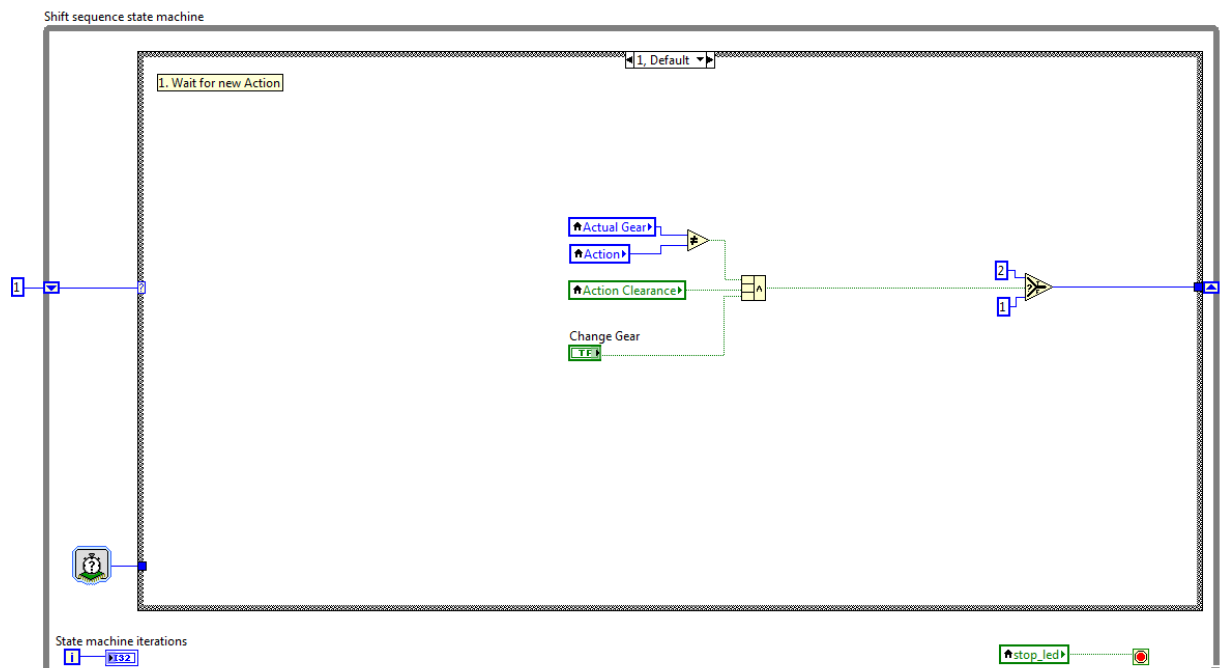 Shift sequence state machine
1, Default
1. Wait for new Action
Actual Gear
Action
Action Clearance
Change Gear
TF
1
2
1
?
?
?
State machine iterations
i
I32
stop_led